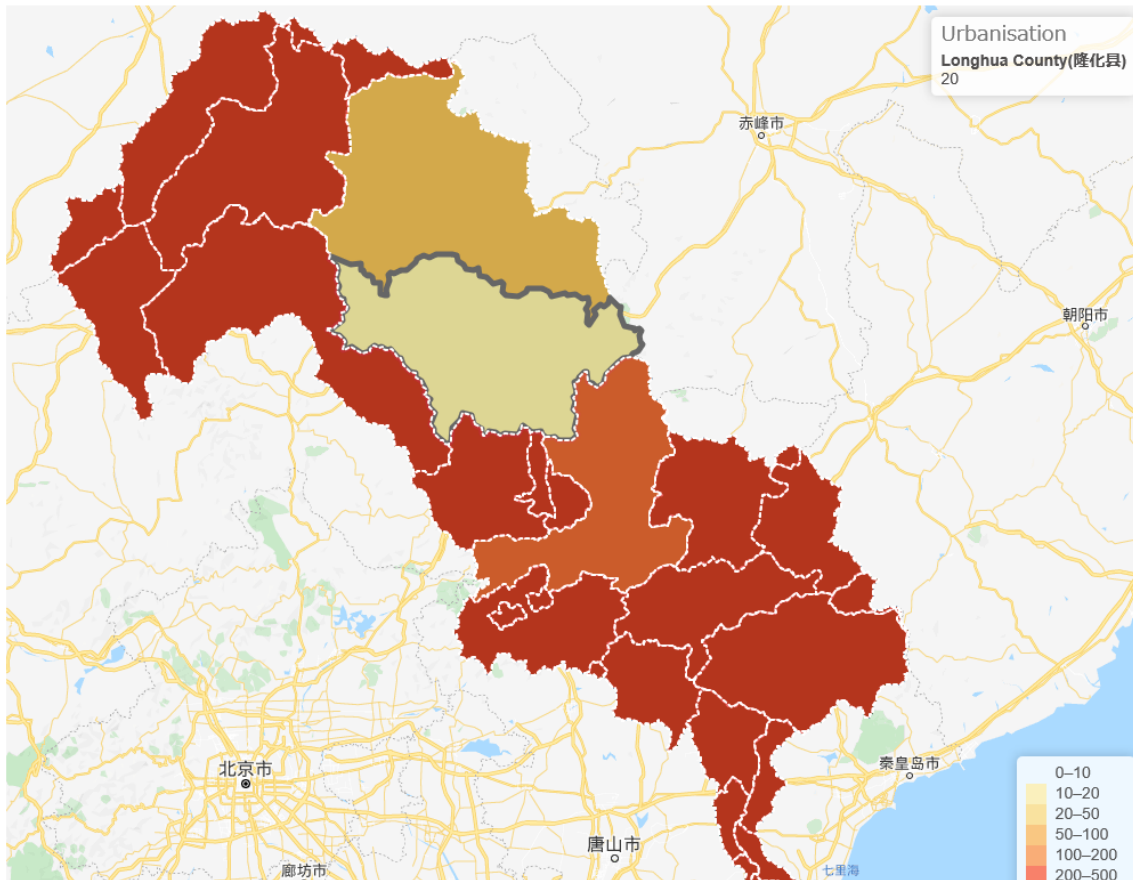 Urbanisation
Longhua County(隆化县)
20
赤峰市
朝阳市
北京市
秦皇岛市
唐山市
廊坊市
七里海
0–10
10–20
20–50
50–100
100–200
200–500